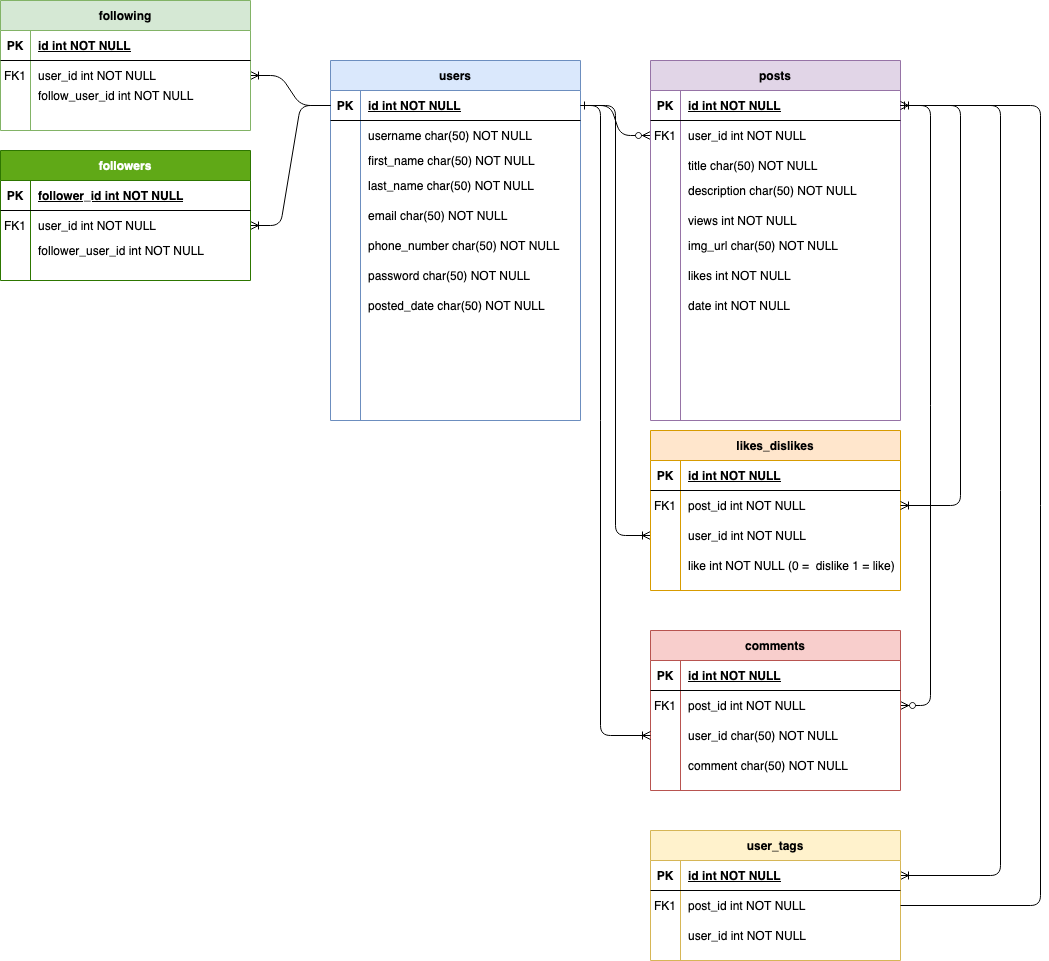 following
PK id int NOT NULL
FK1 user_id int NOT NULL
follow_user_id int NOT NULL
followers
PK follower_id int NOT NULL
FK1 user_id int NOT NULL
follower_user_id int NOT NULL
users
PK id int NOT NULL
username char(50) NOT NULL
first_name char(50) NOT NULL
last_name char(50) NOT NULL
email char(50) NOT NULL
phone_number char(50) NOT NULL
password char(50) NOT NULL
posted_date char(50) NOT NULL
posts
PK id int NOT NULL
FK1 user_id int NOT NULL
title char(50) NOT NULL
description char(50) NOT NULL
views int NOT NULL
img_url char(50) NOT NULL
likes int NOT NULL
date int NOT NULL
likes_dislikes
PK id int NOT NULL
FK1 post_id int NOT NULL
user_id int NOT NULL
like int NOT NULL (0 =  dislike 1 = like)
comments
PK id int NOT NULL
FK1 post_id int NOT NULL
user_id char(50) NOT NULL
comment char(50) NOT NULL
user_tags
PK id int NOT NULL
FK1 post_id int NOT NULL
user_id int NOT NULL